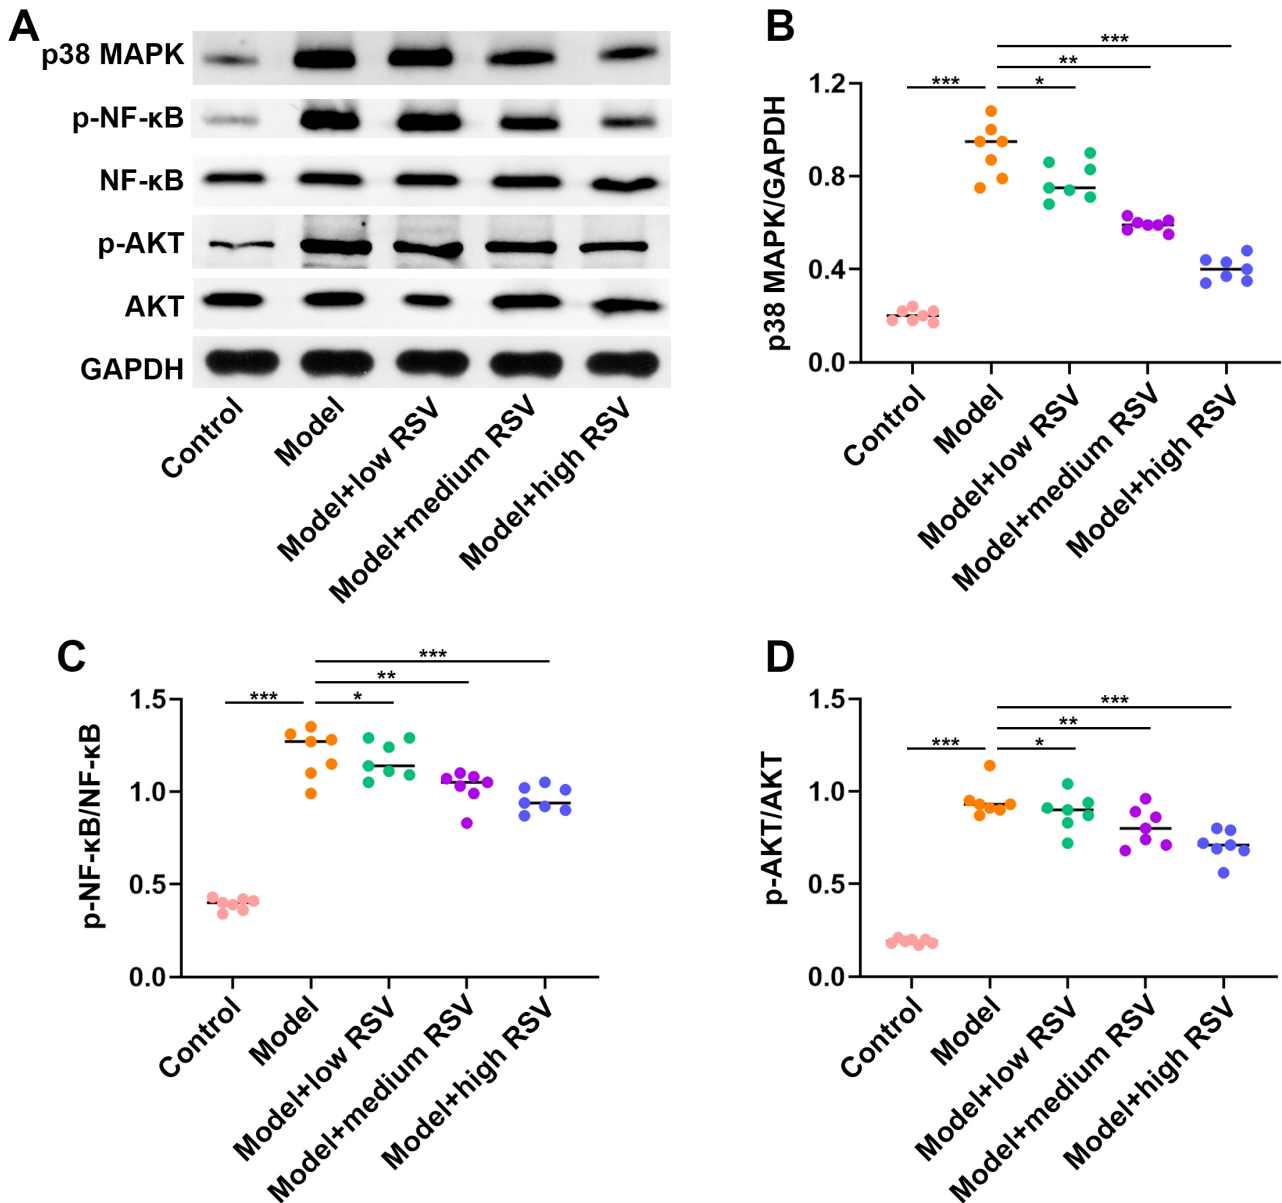 A
p38 MAPK
p-NF-κB
NF-κB
p-AKT
AKT
GAPDH
Control
Model
Model+low RSV
Model+medium RSV
Model+high RSV
B
***
**
***
*
p38 MAPK/GAPDH
1.2
0.8
0.4
0.0
Control
Model
Model+low RSV
Model+medium RSV
Model+high RSV
C
***
**
***
*
p-NF-κB/NF-κB
1.5
1.0
0.5
0.0
Control
Model
Model+low RSV
Model+medium RSV
Model+high RSV
D
***
**
***
*
p-AKT/AKT
1.5
1.0
0.5
0.0
Control
Model
Model+low RSV
Model+medium RSV
Model+high RSV